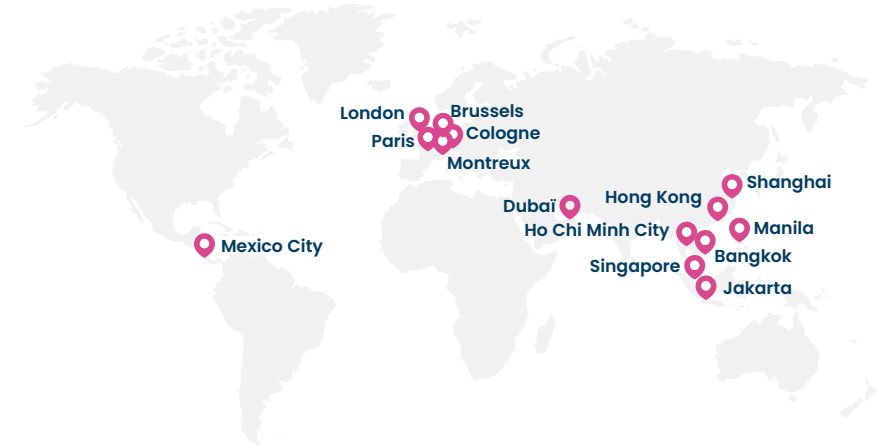 London
Brussels
Paris
Cologne
Montreux
Shanghai
Hong Kong
Dubaï
Ho Chi Minh City
Manila
Mexico City
Bangkok
Singapore
Jakarta